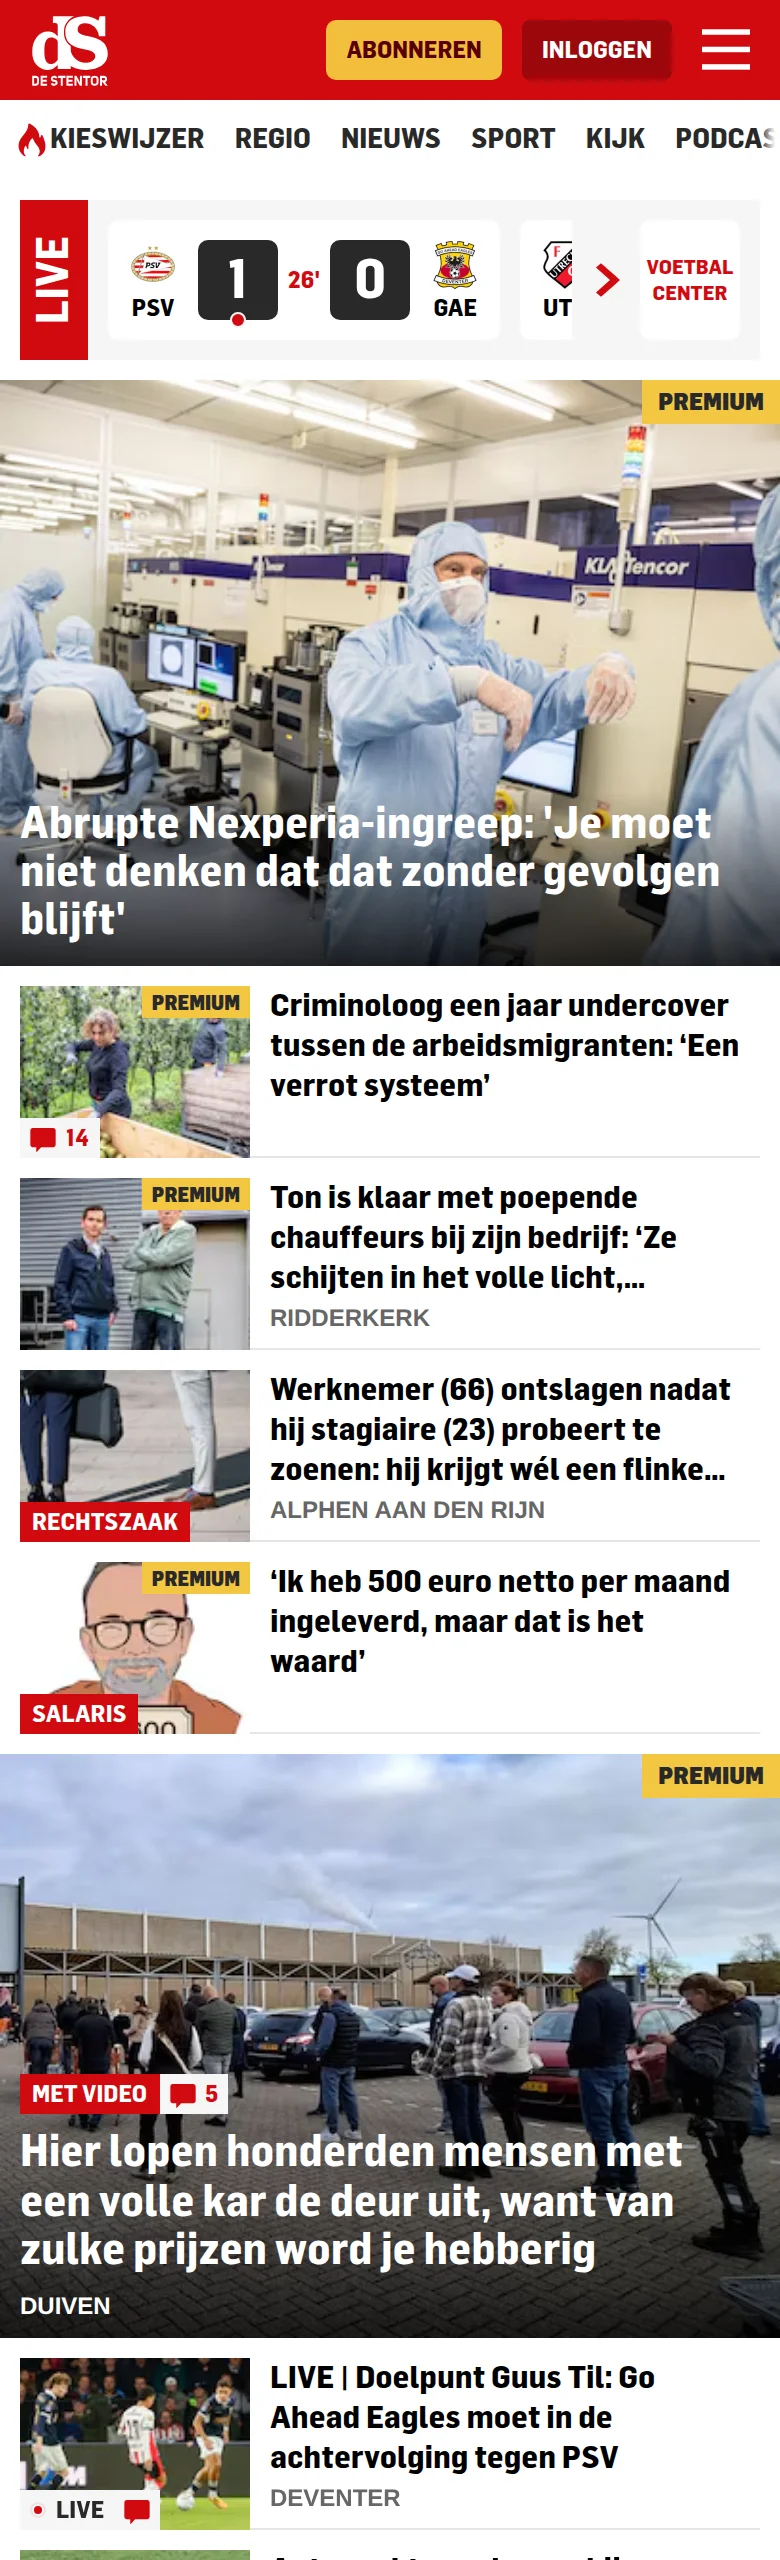 dS
DE STENTOR
ABONNEREN
INLOGGEN
KIESWIJZER REGIO NIEUWS SPORT KIJK PODCAS
LIVE
PSV
1
26'
0
GAE
UT
VOETBAL
CENTER
PREMIUM
KLA Tencor
Abrupte Nexperia-ingreep: 'Je moet
niet denken dat dat zonder gevolgen
blijft'
PREMIUM
14
Criminoloog een jaar undercover
tussen de arbeidsmigranten: ‘Een
verrot systeem’
PREMIUM
Ton is klaar met poepende
chauffeurs bij zijn bedrijf: ‘Ze
schijten in het volle licht,...
RIDDERKERK
RECHTSZAAK
Werknemer (66) ontslagen nadat
hij stagiaire (23) probeert te
zoenen: hij krijgt wél een flinke...
ALPHEN AAN DEN RIJN
PREMIUM
SALARIS
‘Ik heb 500 euro netto per maand
ingeleverd, maar dat is het
waard’
PREMIUM
MET VIDEO
5
Hier lopen honderden mensen met
een volle kar de deur uit, want van
zulke prijzen word je hebberig
DUIVEN
LIVE
LIVE | Doelpunt Guus Til: Go
Ahead Eagles moet in de
achtervolging tegen PSV
DEVENTER